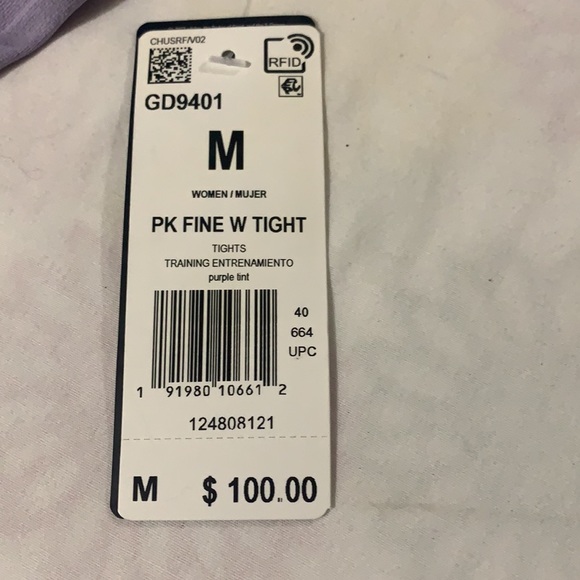 CHUSRF/V02
RFID
GD9401
M
WOMEN / MUJER
PK FINE W TIGHT
TIGHTS
TRAINING ENTRENAMIENTO
purple tint
40
664
UPC
1 91980 10661 2
124808121
M $ 100.00